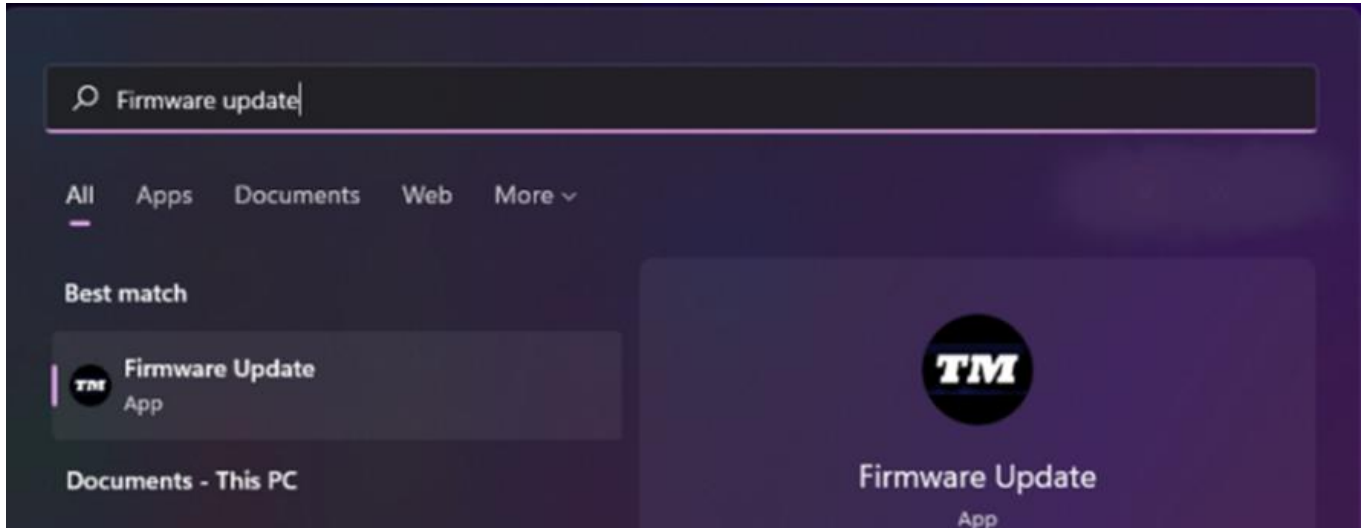 Firmware update
All Apps Documents Web More
Best match
TM Firmware Update
App
Documents - This PC
TM
Firmware Update
App